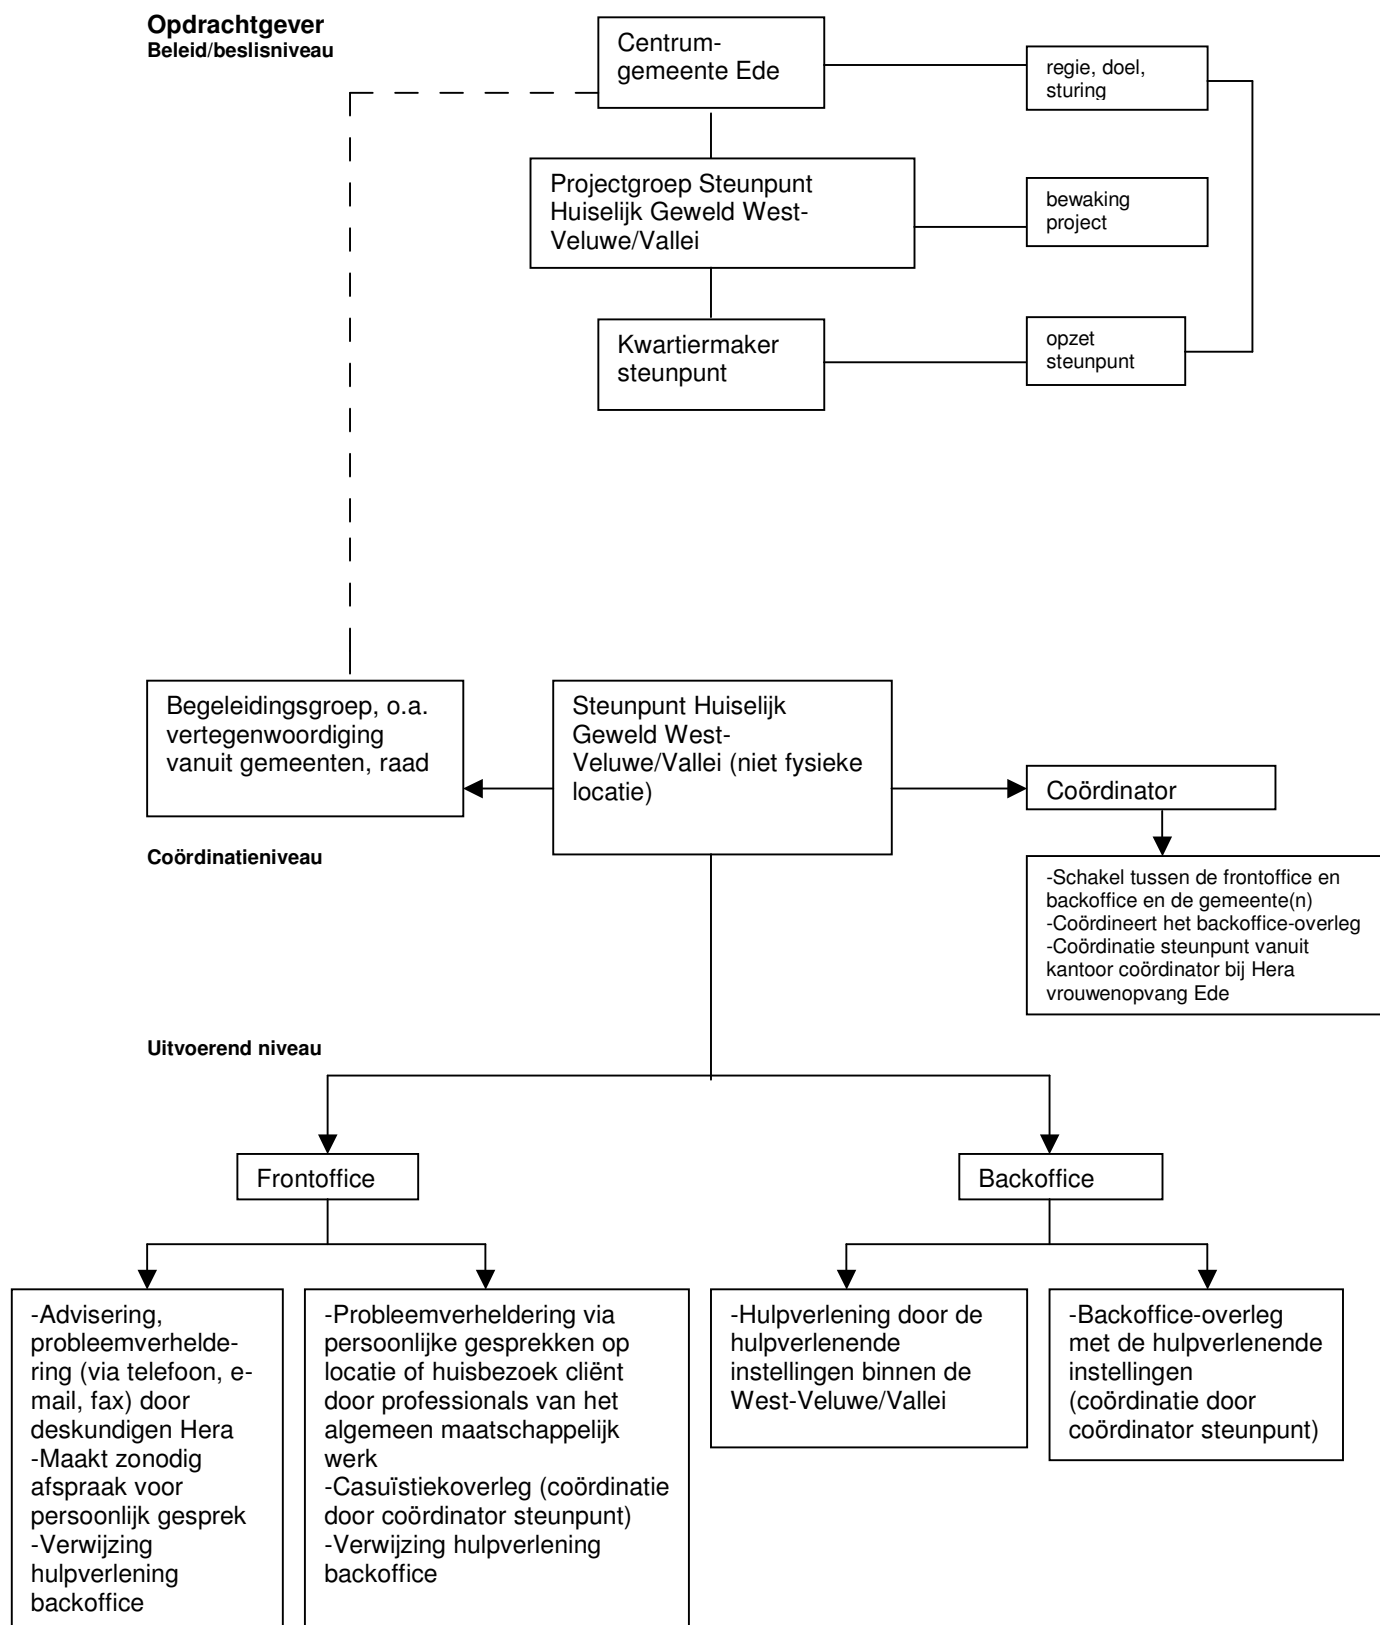 Opdrachtgever
Beleid/beslisniveau
Centrum-
gemeente Ede
regie, doel,
sturing
Projectgroep Steunpunt
Huiselijk Geweld West-
Veluwe/Vallei
bewaking
project
Kwartiermaker
steunpunt
opzet
steunpunt
Begeleidingsgroep, o.a.
vertegenwoordiging
vanuit gemeenten, raad
Steunpunt Huiselijk
Geweld West-
Veluwe/Vallei (niet fysieke
locatie)
Coördinator
Coördinatieniveau
-Schakel tussen de frontoffice en
backoffice en de gemeente(n)
-Coördineert het backoffice-overleg
-Coördinatie steunpunt vanuit
kantoor coördinator bij Hera
vrouwenopvang Ede
Uitvoerend niveau
Frontoffice
Backoffice
-Advisering,
probleemverhelde-
ring (via telefoon, e-
mail, fax) door
deskundigen Hera
-Maakt zonodig
afspraak voor
persoonlijk gesprek
-Verwijzing
hulpverlening
backoffice
-Probleemverheldering via
persoonlijke gesprekken op
locatie of huisbezoek cliënt
door professionals van het
algemeen maatschappelijk
werk
-Casuïstiekoverleg (coördinatie
door coördinator steunpunt)
-Verwijzing hulpverlening
backoffice
-Hulpverlening door de
hulpverlenende
instellingen binnen de
West-Veluwe/Vallei
-Backoffice-overleg
met de hulpverlenende
instellingen
(coördinatie door
coördinator steunpunt)